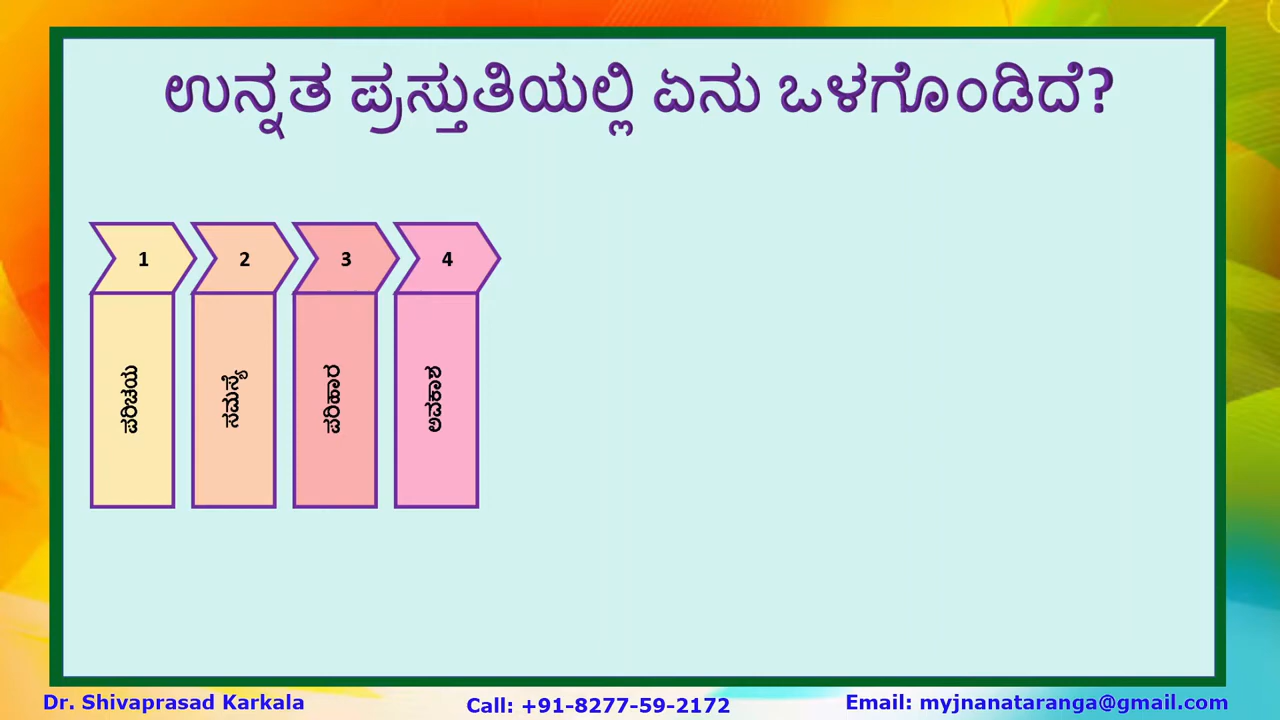 ಉನ್ನತ ಪ್ರಸ್ತುತಿಯಲ್ಲಿ ಏನು ಒಳಗೊಂಡಿದೆ?
1
2
3
4
ಪರಿಚಯ
ಸಮಸ್ಯೆ
ಪರಿಹಾರ
ಅವಕಾಶ
Dr. Shivaprasad Karkala
Call: +91-8277-59-2172
Email: myjnanataranga@gmail.com